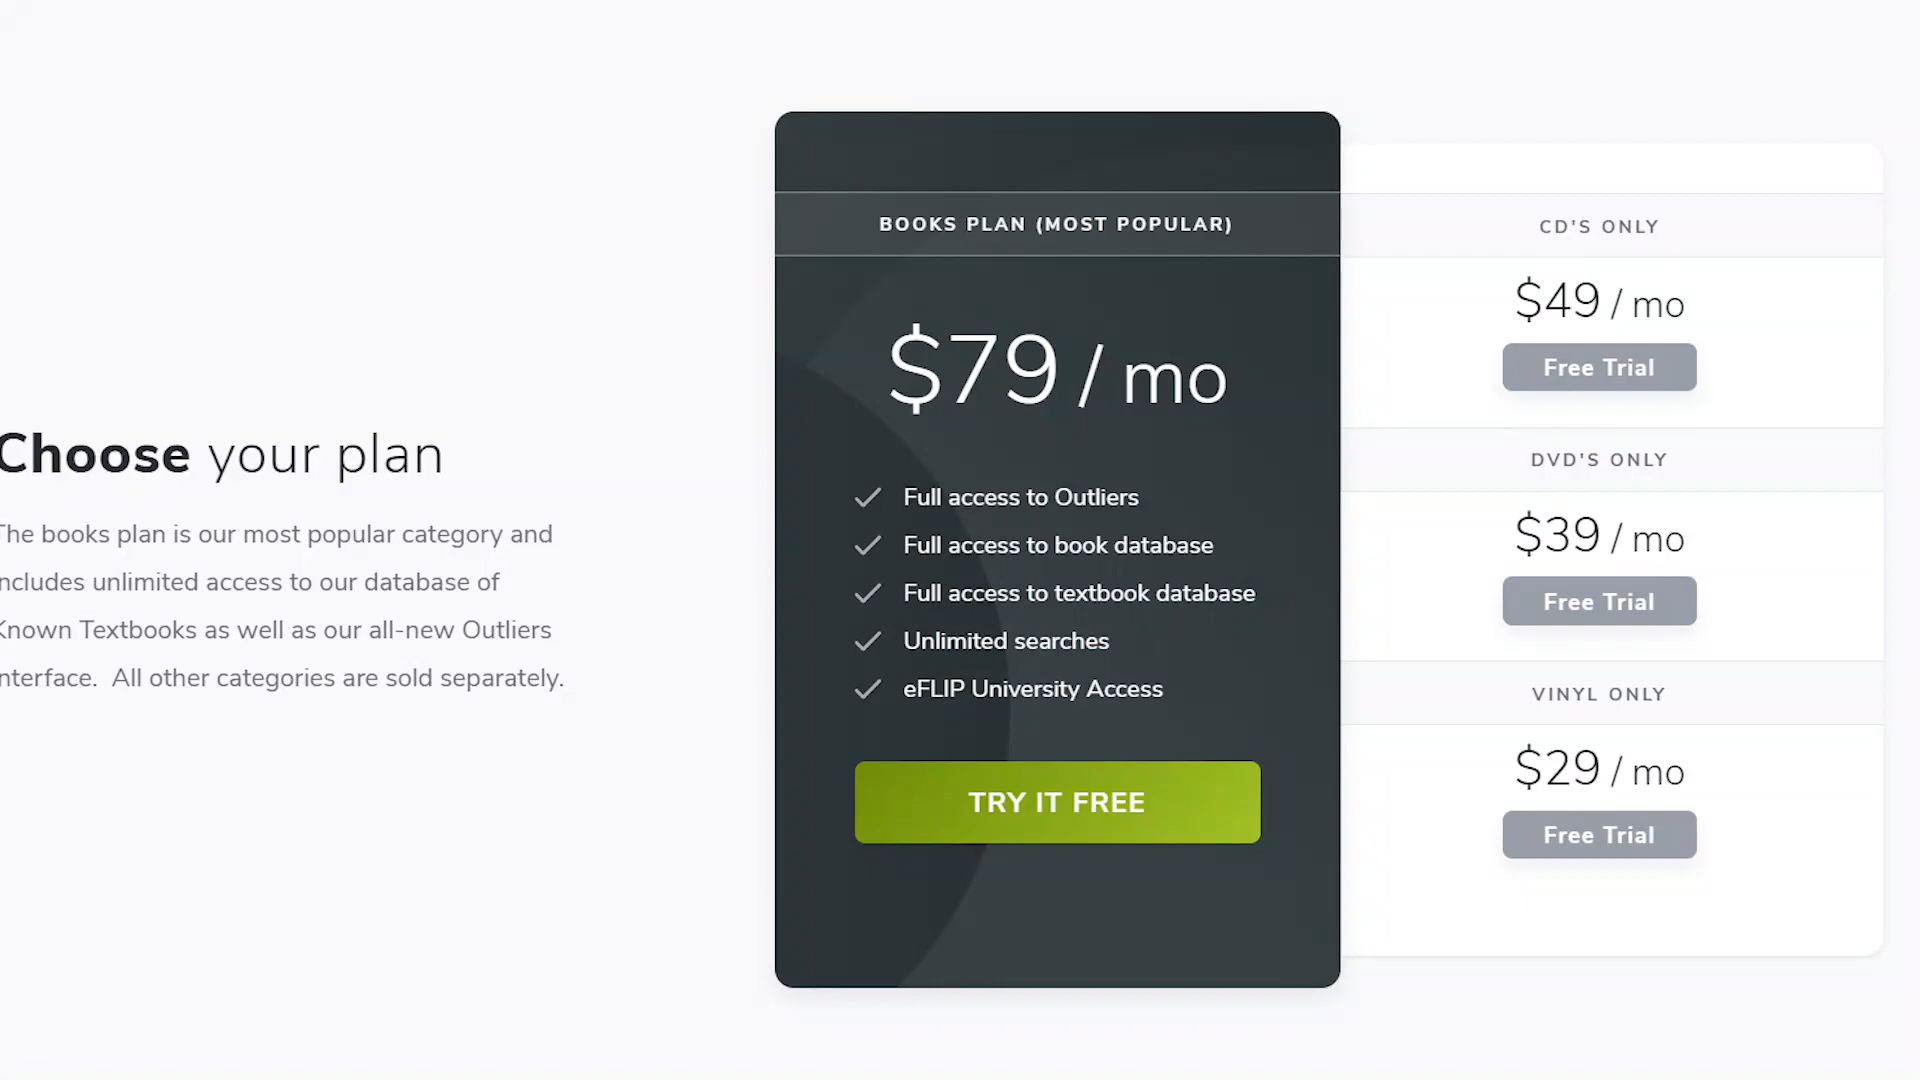 Choose your plan
The books plan is our most popular category and
includes unlimited access to our database of
Known Textbooks as well as our all-new Outliers
interface. All other categories are sold separately.
BOOKS PLAN (MOST POPULAR)
$79 / mo
Full access to Outliers
Full access to book database
Full access to textbook database
Unlimited searches
eFLIP University Access
TRY IT FREE
CD'S ONLY
$49 / mo
Free Trial
DVD'S ONLY
$39 / mo
Free Trial
VINYL ONLY
$29 / mo
Free Trial